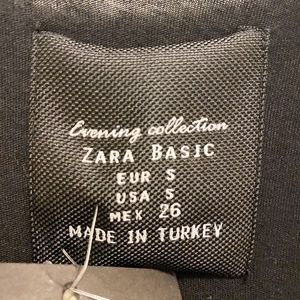 Evening collection
ZARA BASIC
EUR S
USA S
MEX 26
MADE IN TURKEY